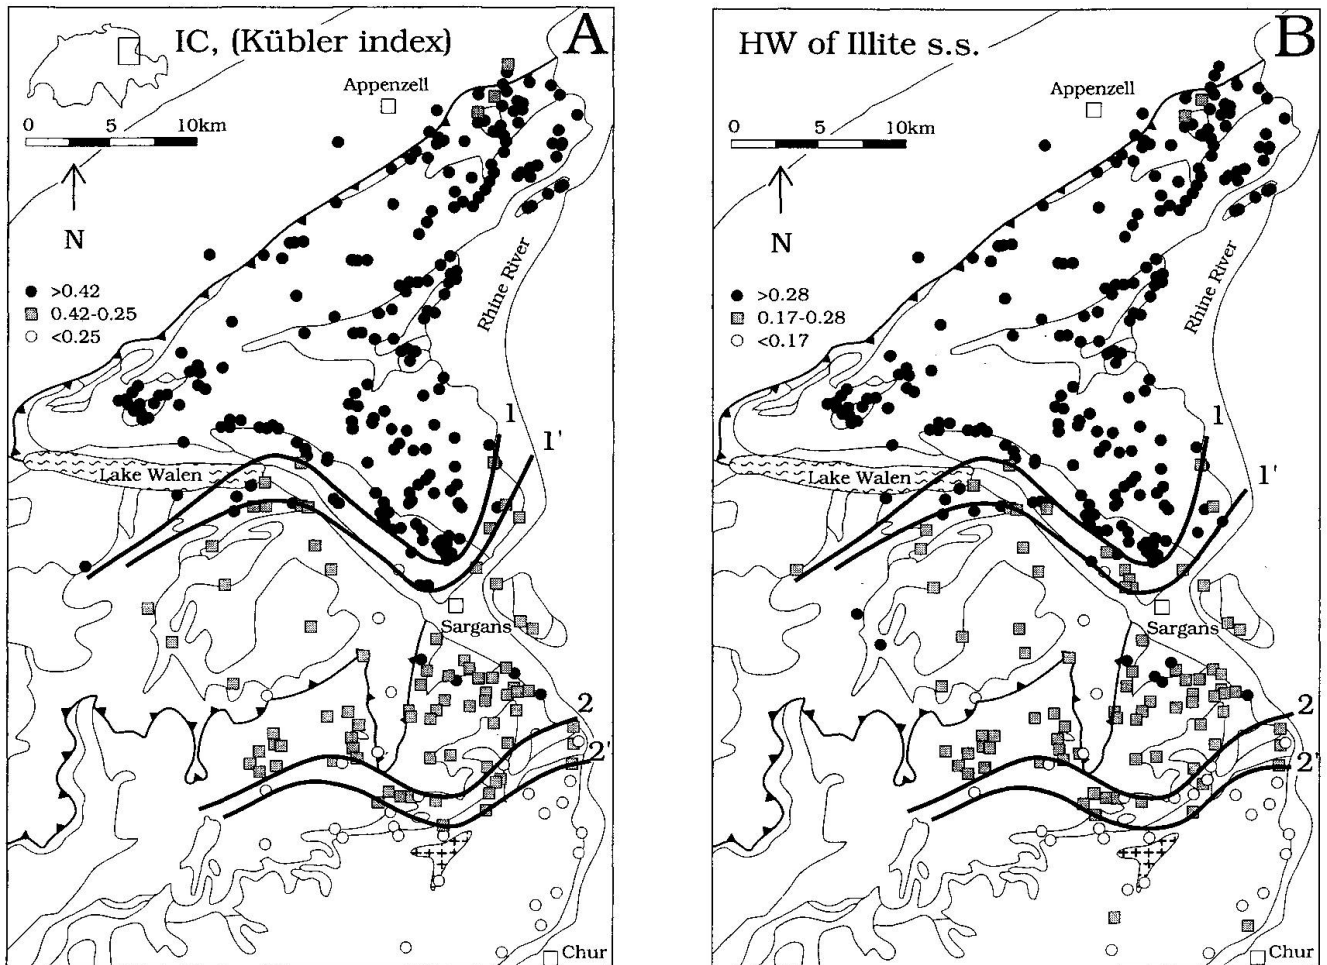 A
IC, (Kübler index)
Appenzell
0 5 10km
N
>0.42
0.42-0.25
<0.25
Rhine River
1
1'
Lake Walen
Sargans
2
2'
Chur
B
HW of Illite s.s.
Appenzell
0 5 10km
N
>0.28
0.17-0.28
<0.17
Rhine River
1
1'
Lake Walen
Sargans
2
2'
Chur